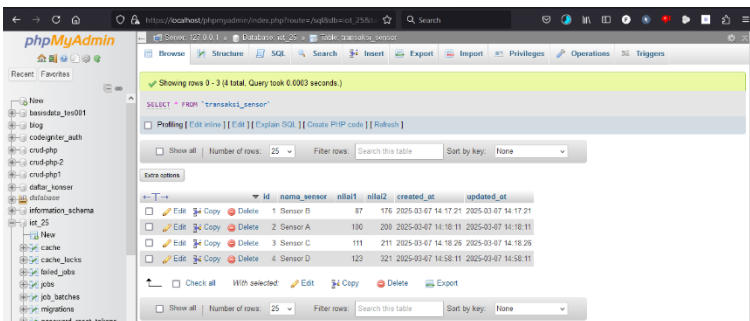 https://localhost/phpmyadmin/index.php?route=/sql&db=iot_25&
Search
phpMyAdmin
Recent Favorites
New
basisdata_tes001
blog
codeigniter_auth
crud-php
crud-php-2
crud-php1
daftar_konser
database
information_schema
iot_25
New
cache
cache_locks
failed_jobs
jobs
job_batches
migrations
password_reset_tokens
Server: 127.0.0.1 » Database: iot_25 » Table: transaksi_sensor
Browse Structure SQL Search Insert Export Import Privileges Operations Triggers
Showing rows 0 - 3 (4 total, Query took 0.0003 seconds.)
SELECT * FROM `transaksi_sensor`
Profiling [ Edit inline ] [ Edit ] [ Explain SQL ] [ Create PHP code ] [ Refresh ]
Show all | Number of rows: 25 Filter rows: Search this table Sort by key: None
Extra options
id nama_sensor nilai1 nilai2 created_at updated_at
Edit Copy Delete 1 Sensor B 87 176 2025-03-07 14:17:21 2025-03-07 14:17:21
Edit Copy Delete 2 Sensor A 200 2025-03-07 14:18:11 2025-03-07 14:18:11
Edit Copy Delete 3 Sensor C 111 211 2025-03-07 14:18:26 2025-03-07 14:18:26
Edit Copy Delete 4 Sensor D 123 321 2025-03-07 14:58:11 2025-03-07 14:58:11
Check all With selected: Edit Copy Delete Export
Show all | Number of rows: 25 Filter rows: Search this table Sort by key: None